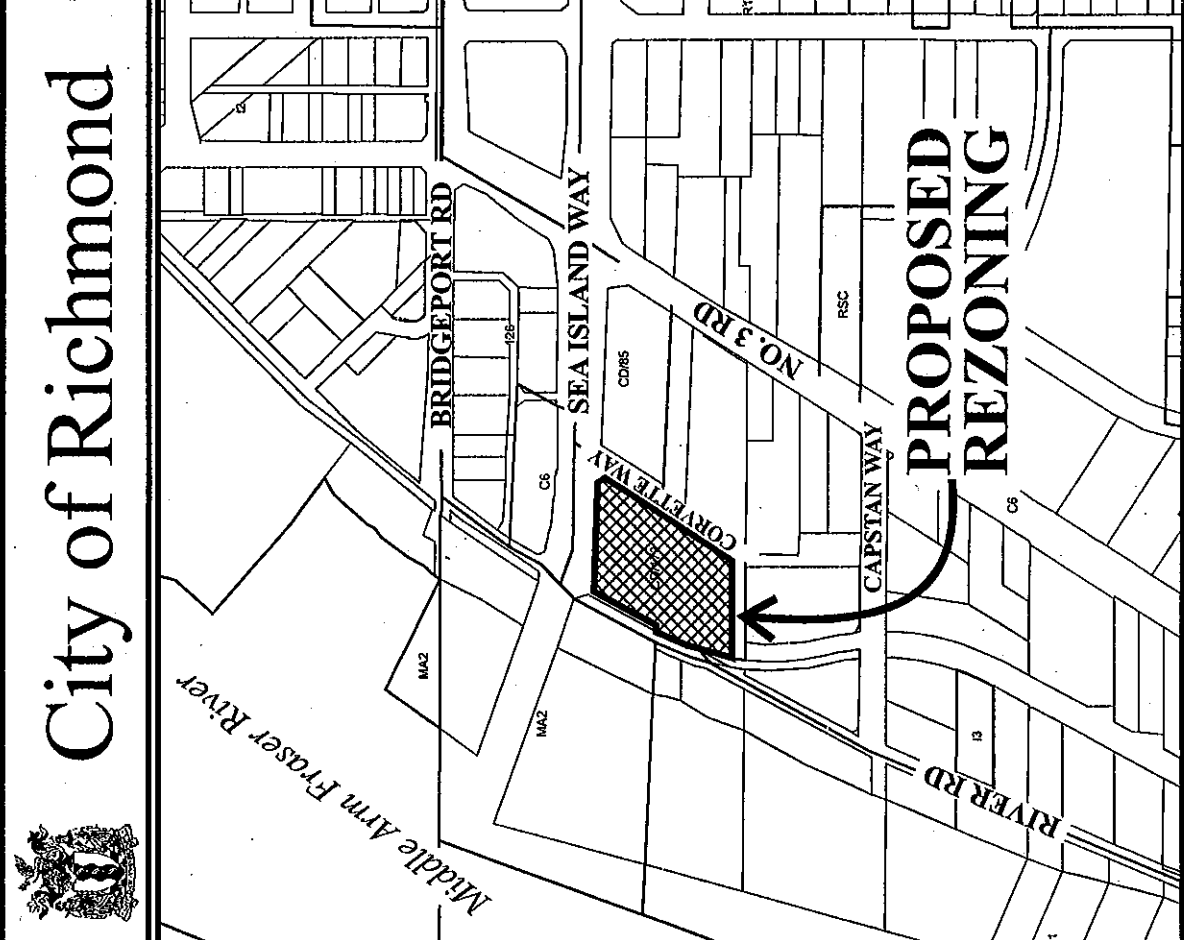 City of Richmond
BRIDGEPORT RD
SEA ISLAND WAY
126
C6
CD/85
CORVETTE WAY
NO. 3 RD
RSC
MA2
MA2
Middle Arm Fraser River
CAPSTAN WAY
PROPOSED
REZONING
C6
I3
RIVER RD